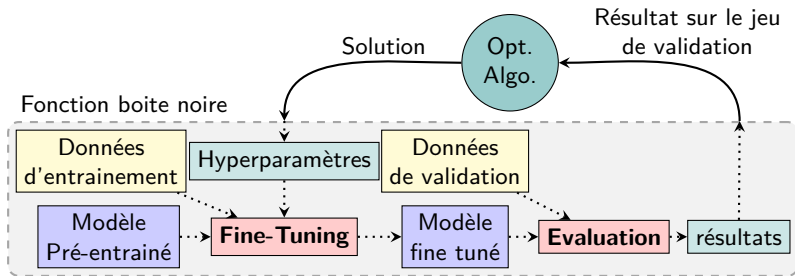 Résultat sur le jeu
de validation
Solution
Opt.
Algo.
Fonction boite noire
Données
d'entrainement
Hyperparamètres
Données
de validation
Modèle
Pré-entrainé
Fine-Tuning
Modèle
fine tuné
Evaluation
résultats